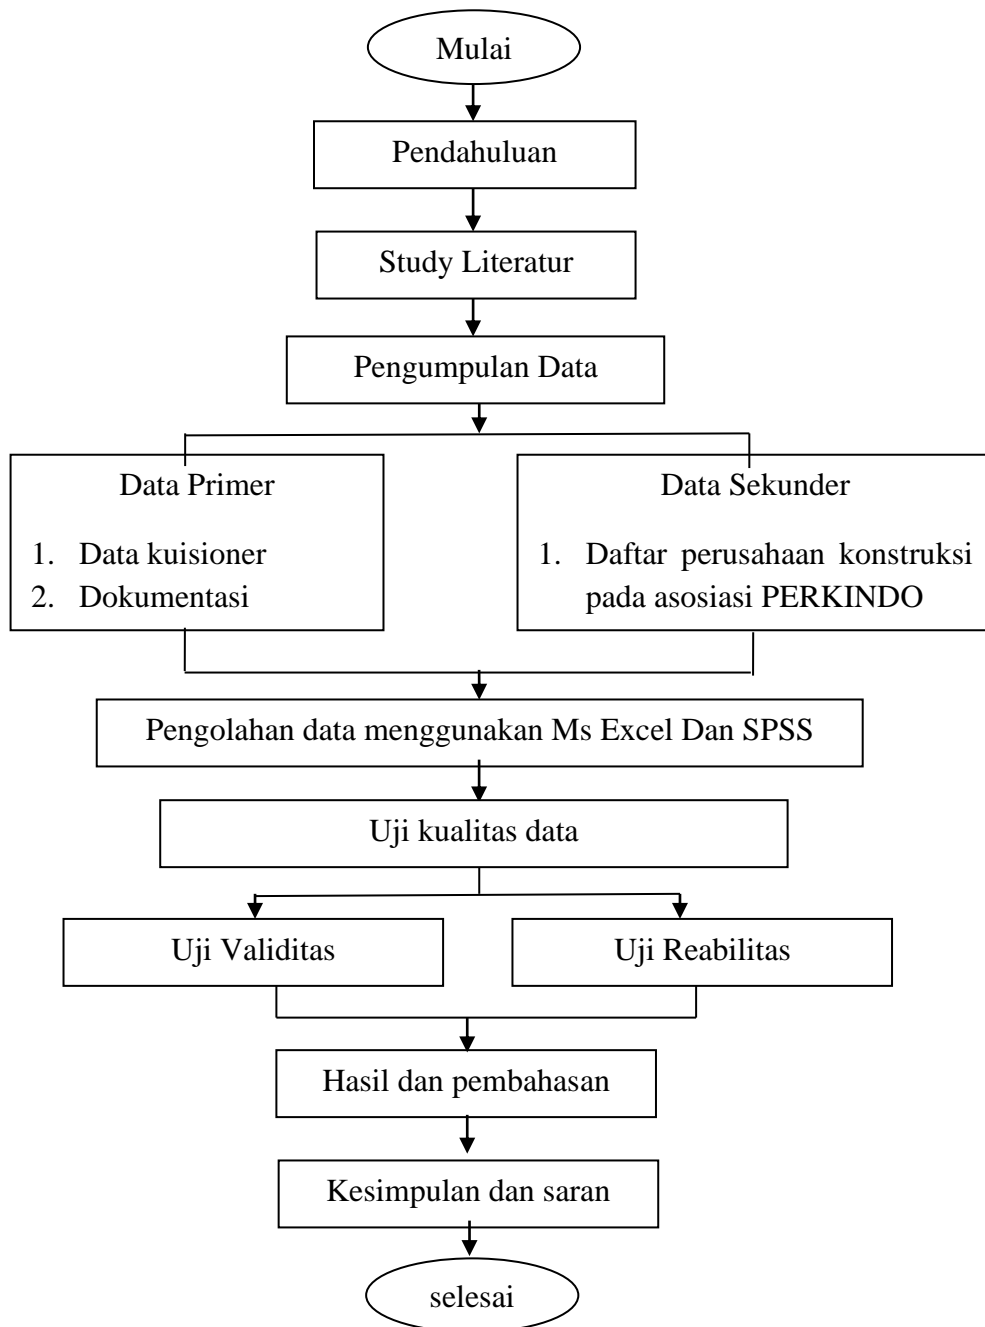 Mulai
Pendahuluan
Study Literatur
Pengumpulan Data
Data Primer
1. Data kuisioner
2. Dokumentasi
Data Sekunder
1. Daftar perusahaan konstruksi
pada asosiasi PERKINDO
Pengolahan data menggunakan Ms Excel Dan SPSS
Uji kualitas data
Uji Validitas
Uji Reabilitas
Hasil dan pembahasan
Kesimpulan dan saran
selesai